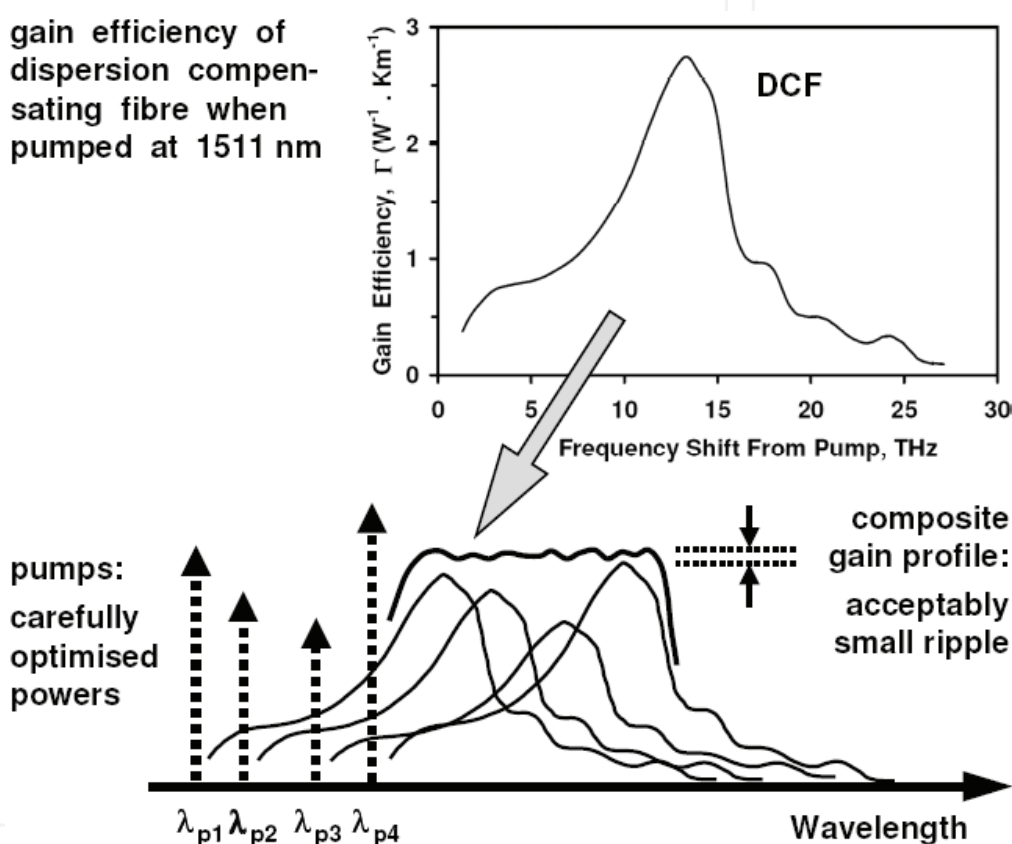 gain efficiency of
dispersion compen-
sating fibre when
pumped at 1511 nm
3
2
1
0
Gain Efficiency, Γ (W⁻¹ . Km⁻¹)
DCF
0 5 10 15 20 25 30
Frequency Shift From Pump, THz
pumps:
carefully
optimised
powers
composite
gain profile:
acceptably
small ripple
λp1 λp2 λp3 λp4
Wavelength